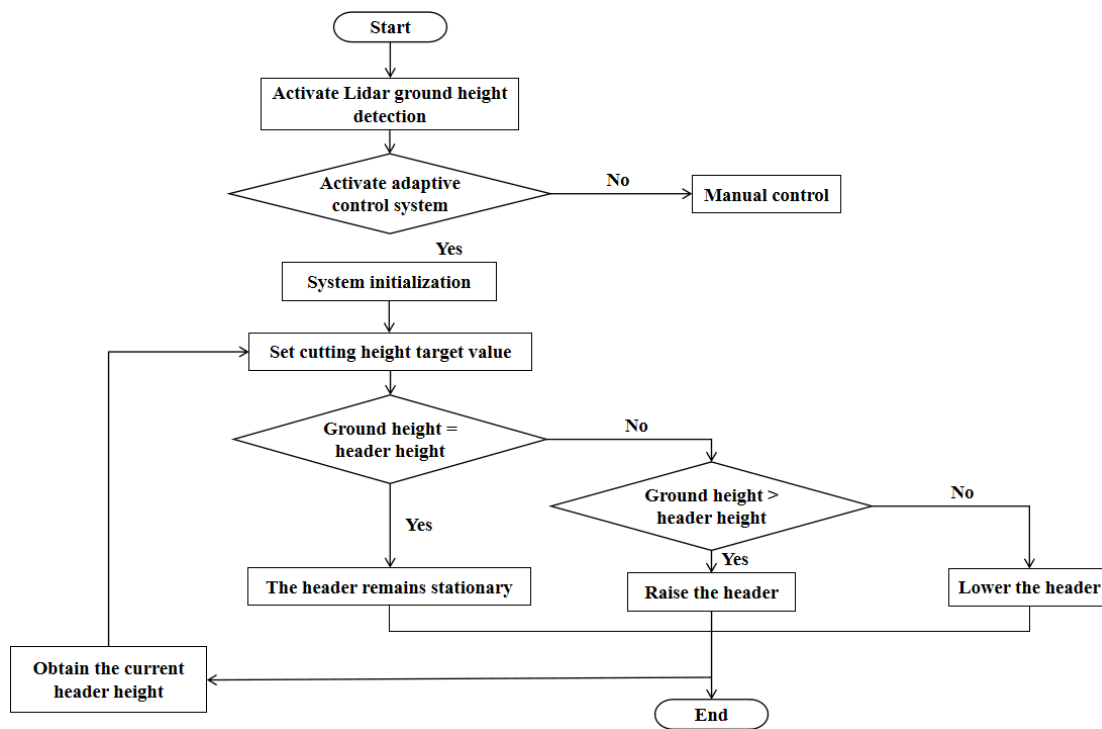 Start
Activate Lidar ground height
detection
Activate adaptive
control system
No
Manual control
Yes
System initialization
Set cutting height target value
Ground height =
header height
No
Ground height >
header height
No
Yes
Yes
The header remains stationary
Raise the header
Lower the header
Obtain the current
header height
End